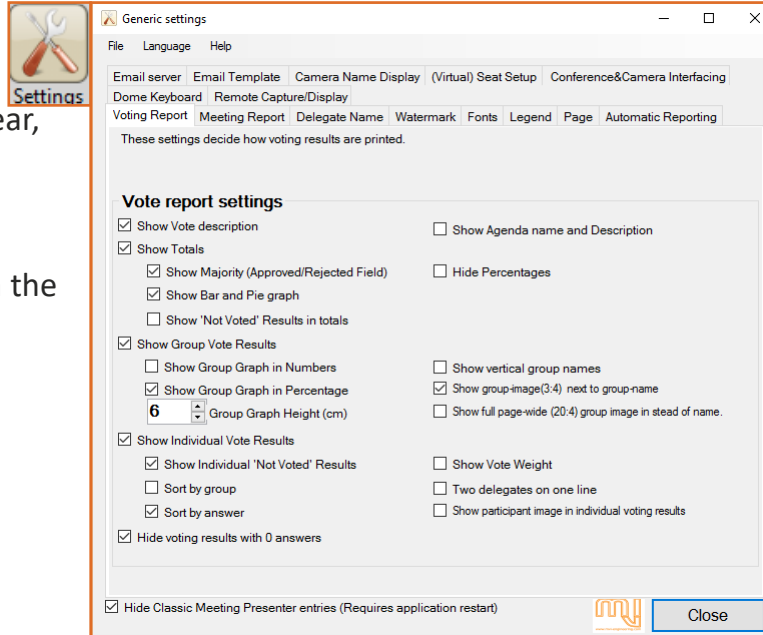 Settings
ear,
the
Generic settings
File Language Help
Email server Email Template Camera Name Display (Virtual) Seat Setup Conference&Camera Interfacing
Dome Keyboard Remote Capture/Display
Voting Report Meeting Report Delegate Name Watermark Fonts Legend Page Automatic Reporting
These settings decide how voting results are printed.
Vote report settings
Show Vote description
Show Agenda name and Description
Show Totals
Show Majority (Approved/Rejected Field)
Hide Percentages
Show Bar and Pie graph
Show 'Not Voted' Results in totals
Show Group Vote Results
Show Group Graph in Numbers
Show vertical group names
Show Group Graph in Percentage
Show group-image(3:4) next to group-name
6 Group Graph Height (cm)
Show full page-wide (20:4) group image in stead of name.
Show Individual Vote Results
Show Individual 'Not Voted' Results
Show Vote Weight
Sort by group
Two delegates on one line
Sort by answer
Show participant image in individual voting results
Hide voting results with 0 answers
Hide Classic Meeting Presenter entries (Requires application restart)
Close